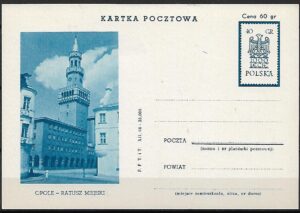 KARTKA POCZTOWA
Cena 60 gr
40 GR
POLSKA
POCZTA
(nazwa i nr placówki pocztowej)
POWIAT
(miejsce zamieszkania, ulica, nr domu)
OPOLE - RATUSZ MIEJSKI